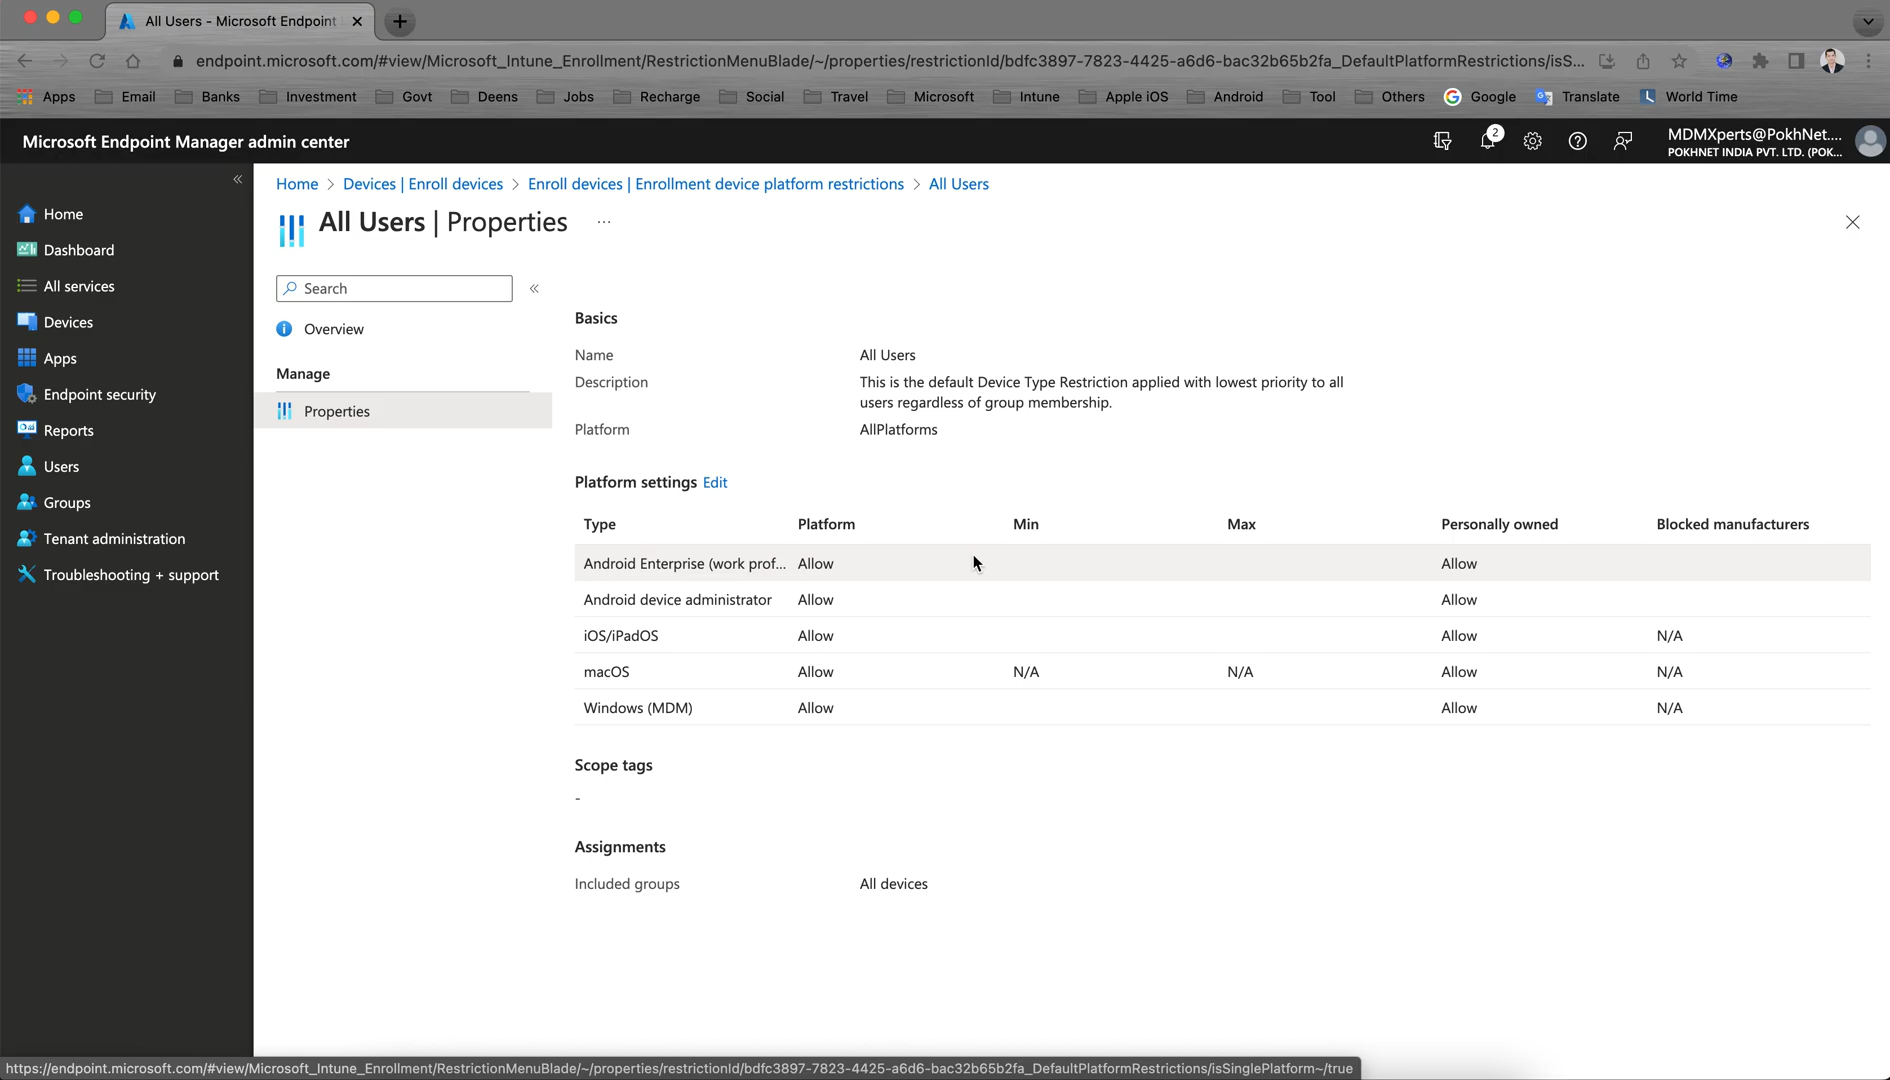 All Users - Microsoft Endpoint
endpoint.microsoft.com/#view/Microsoft_Intune_Enrollment/RestrictionMenuBlade/~/properties/restrictionId/bdfc3897-7823-4425-a6d6-bac32b65b2fa_DefaultPlatformRestrictions/isS...
Apps Email Banks Investment Govt Deens Jobs Recharge Social Travel Microsoft Intune Apple iOS Android Tool Others Google Translate World Time
Microsoft Endpoint Manager admin center
2
MDMXperts@PokhNet....
POKHNET INDIA PVT. LTD. (POK...
Home
Dashboard
All services
Devices
Apps
Endpoint security
Reports
Users
Groups
Tenant administration
Troubleshooting + support
Home > Devices | Enroll devices > Enroll devices | Enrollment device platform restrictions > All Users
All Users | Properties ...
Search
Overview
Manage
Properties
Basics
Name All Users
Description This is the default Device Type Restriction applied with lowest priority to all
users regardless of group membership.
Platform AllPlatforms
Platform settings Edit
Type Platform Min Max Personally owned Blocked manufacturers
Android Enterprise (work prof... Allow Allow
Android device administrator Allow Allow
iOS/iPadOS Allow Allow N/A
macOS Allow N/A N/A Allow N/A
Windows (MDM) Allow Allow N/A
Scope tags
-
Assignments
Included groups All devices
https://endpoint.microsoft.com/#view/Microsoft_Intune_Enrollment/RestrictionMenuBlade/~/properties/restrictionId/bdfc3897-7823-4425-a6d6-bac32b65b2fa_DefaultPlatformRestrictions/isSinglePlatform~/true